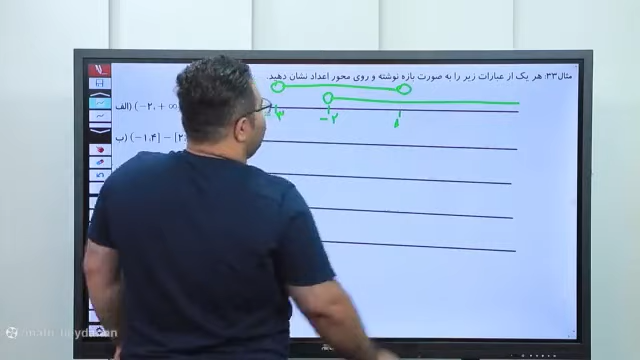 مثال۳۳: هر یک از عبارات زیر را به صورت بازه نوشته و روی محور اعداد نشان دهید.
الف) (−۲, +∞
−۳ −۲ ۱
ب) (−۱,۴] − [۲